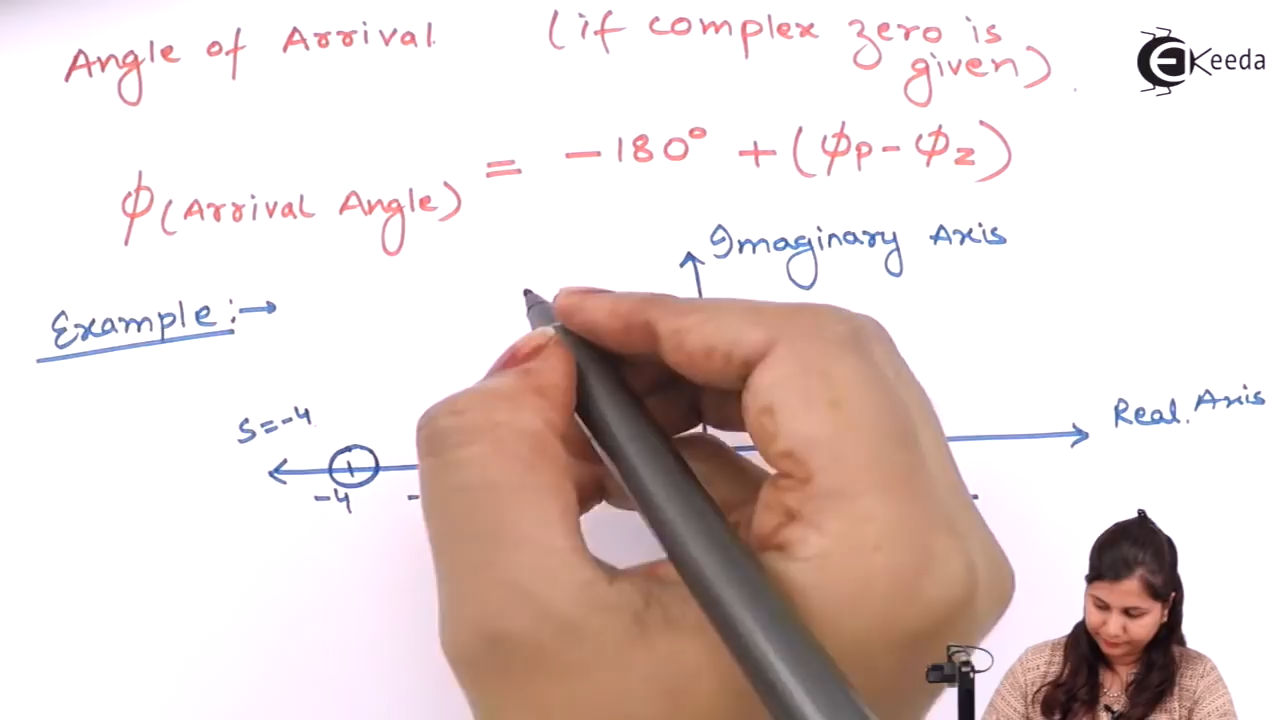 Angle of Arrival (if complex zero is
given)
ϕ(Arrival Angle) = -180° + (ϕp - ϕz)
Imaginary Axis
Example:→
Real. Axis
S=-4
-4
EKeeda